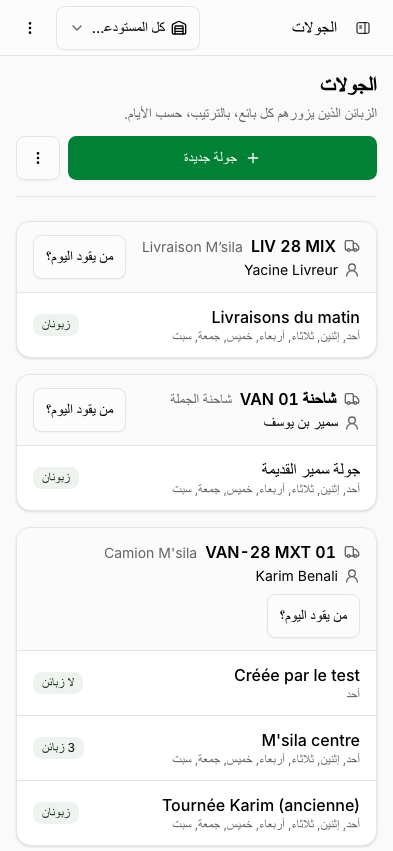 الجولات
كل المستودعـ...
الجولات
الزبائن الذين يزورهم كل بائع، بالترتيب، حسب الأيام.
جولة جديدة
LIV 28 MIX Livraison M’sila
Yacine Livreur
من يقود اليوم؟
Livraisons du matin
أحد, إثنين, ثلاثاء, أربعاء, خميس, جمعة, سبت
زبونان
شاحنة VAN 01 شاحنة الجملة
سمير بن يوسف
من يقود اليوم؟
جولة سمير القديمة
أحد, إثنين, ثلاثاء, أربعاء, خميس, جمعة, سبت
زبونان
VAN-28 MXT 01 Camion M'sila
Karim Benali
من يقود اليوم؟
Créée par le test
أحد
لا زبائن
M'sila centre
أحد, إثنين, ثلاثاء, أربعاء, خميس, جمعة, سبت
3 زبائن
Tournée Karim (ancienne)
أحد, إثنين, ثلاثاء, أربعاء, خميس, جمعة, سبت
زبونان